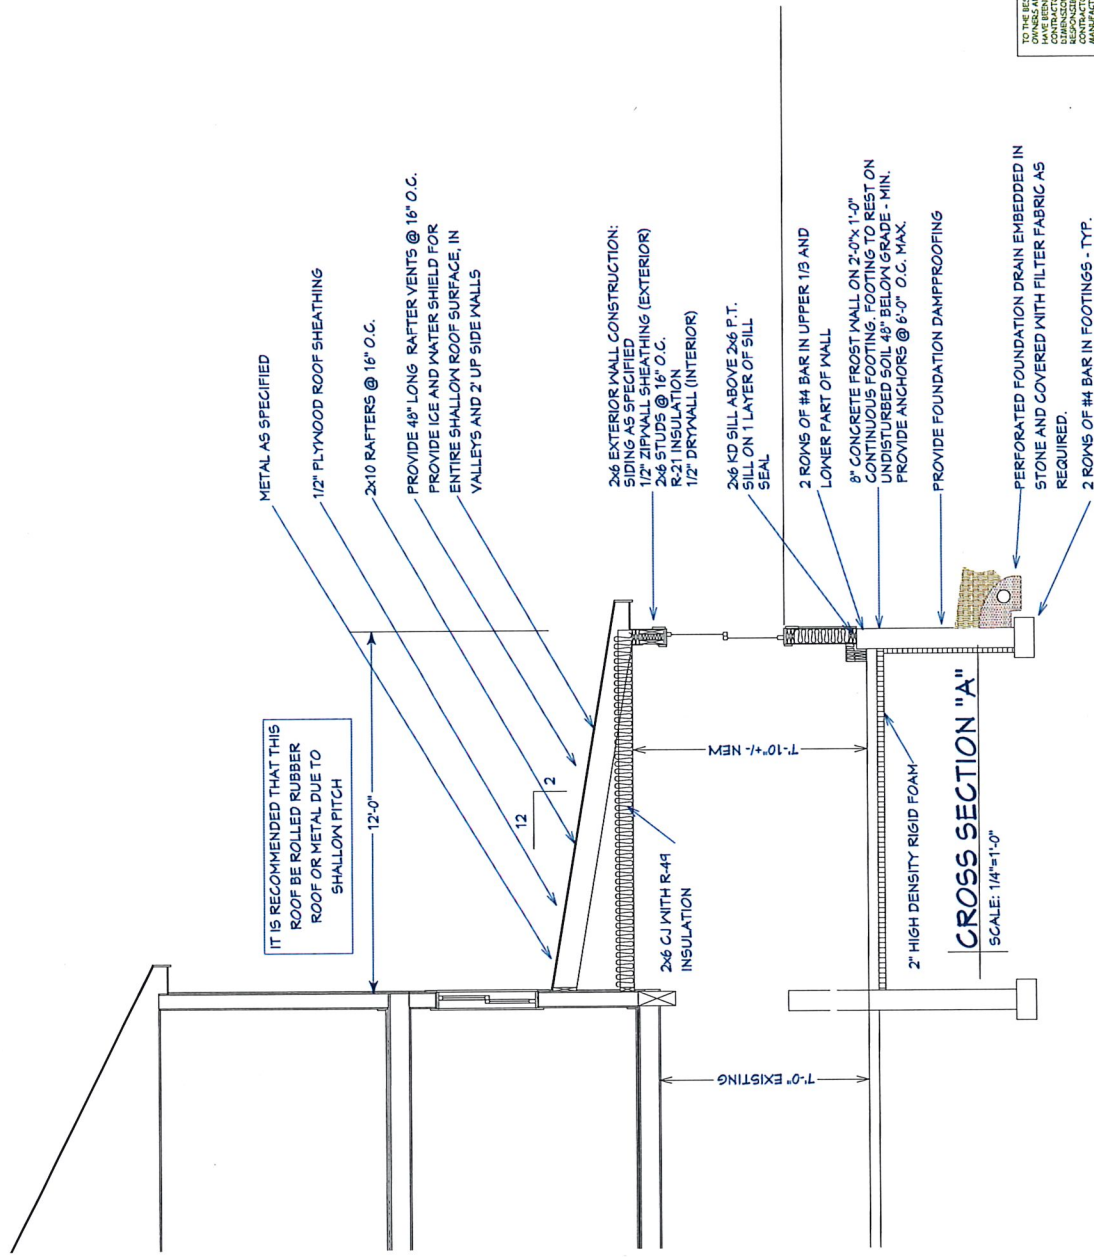 IT IS RECOMMENDED THAT THIS
ROOF BE ROLLED RUBBER
ROOF OR METAL DUE TO
SHALLOW PITCH
12'-0"
METAL AS SPECIFIED
1/2" PLYWOOD ROOF SHEATHING
2x10 RAFTERS @ 16" O.C.
PROVIDE 48" LONG RAFTER VENTS @ 16" O.C.
PROVIDE ICE AND WATER SHIELD FOR
ENTIRE SHALLOW ROOF SURFACE, IN
VALLEYS AND 2' UP SIDE WALLS
12
2
2x6 EXTERIOR WALL CONSTRUCTION:
SIDING AS SPECIFIED
1/2" ZIPWALL SHEATHING (EXTERIOR)
2x6 STUDS @ 16" O.C.
R-21 INSULATION
1/2" DRYWALL (INTERIOR)
2x6 CJ WITH R-49
INSULATION
7'-10"+/- NEW
7'-0" EXISTING
2x6 KD SILL ABOVE 2x6 P.T.
SILL ON 1 LAYER OF SILL
SEAL
2 ROWS OF #4 BAR IN UPPER 1/3 AND
LOWER PART OF WALL
8" CONCRETE FROST WALL ON 2'-0"x 1'-0"
CONTINUOUS FOOTING. FOOTING TO REST ON
UNDISTURBED SOIL 48" BELOW GRADE - MIN.
PROVIDE ANCHORS @ 6'-0" O.C. MAX.
PROVIDE FOUNDATION DAMPPROOFING
2" HIGH DENSITY RIGID FOAM
CROSS SECTION "A"
SCALE: 1/4"=1'-0"
PERFORATED FOUNDATION DRAIN EMBEDDED IN
STONE AND COVERED WITH FILTER FABRIC AS
REQUIRED.
2 ROWS OF #4 BAR IN FOOTINGS - TYP.
TO THE BES
OWNERS A
HAVE BEEN
CONTRACTO
DIMENSION
RESPONSIB
CONTRACTO
MANUFACT